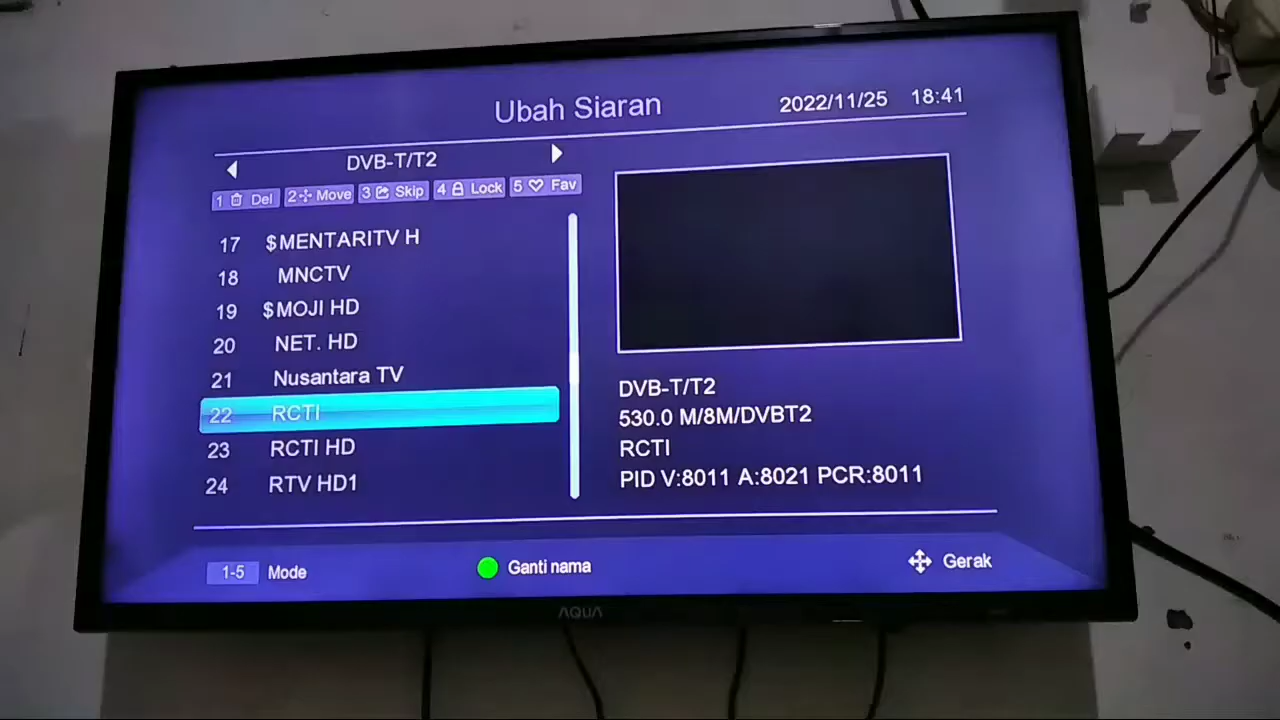 Ubah Siaran
2022/11/25 18:41
DVB-T/T2
1 Del 2 Move 3 Skip 4 Lock 5 Fav
17 $MENTARITV H
18 MNCTV
19 $MOJI HD
20 NET. HD
21 Nusantara TV
22 RCTI
23 RCTI HD
24 RTV HD1
DVB-T/T2
530.0 M/8M/DVBT2
RCTI
PID V:8011 A:8021 PCR:8011
1-5 Mode
Ganti nama
Gerak
AQUA